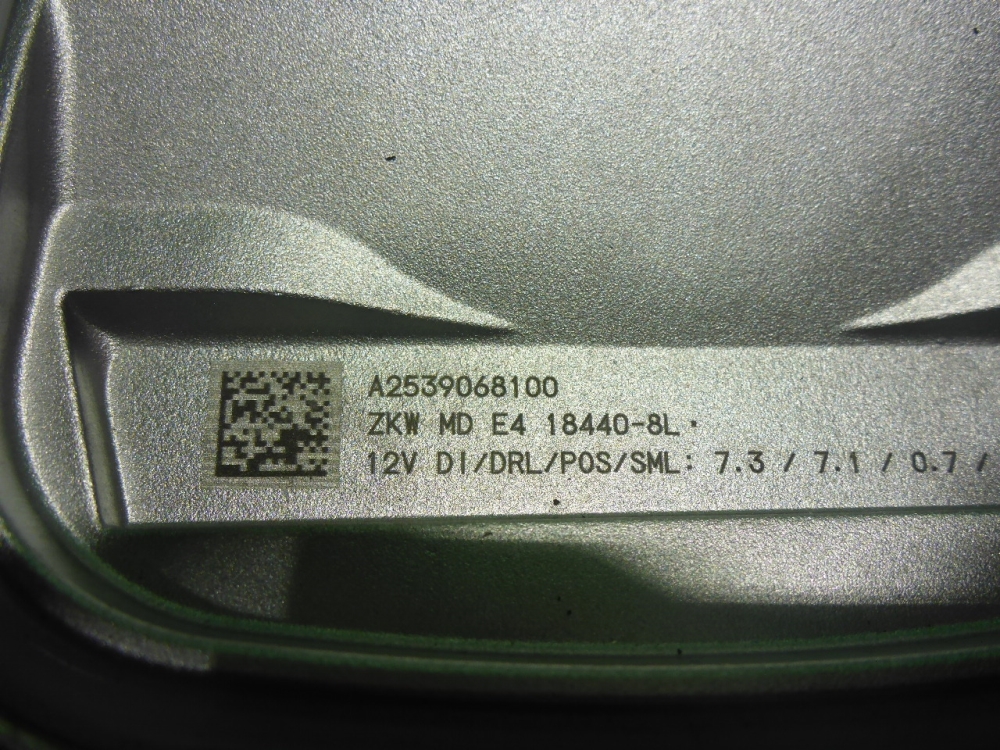 A2539068100
ZKW MD E4 18440-8L
12V DI/DRL/POS/SML: 7.3 / 7.1 / 0.7 /